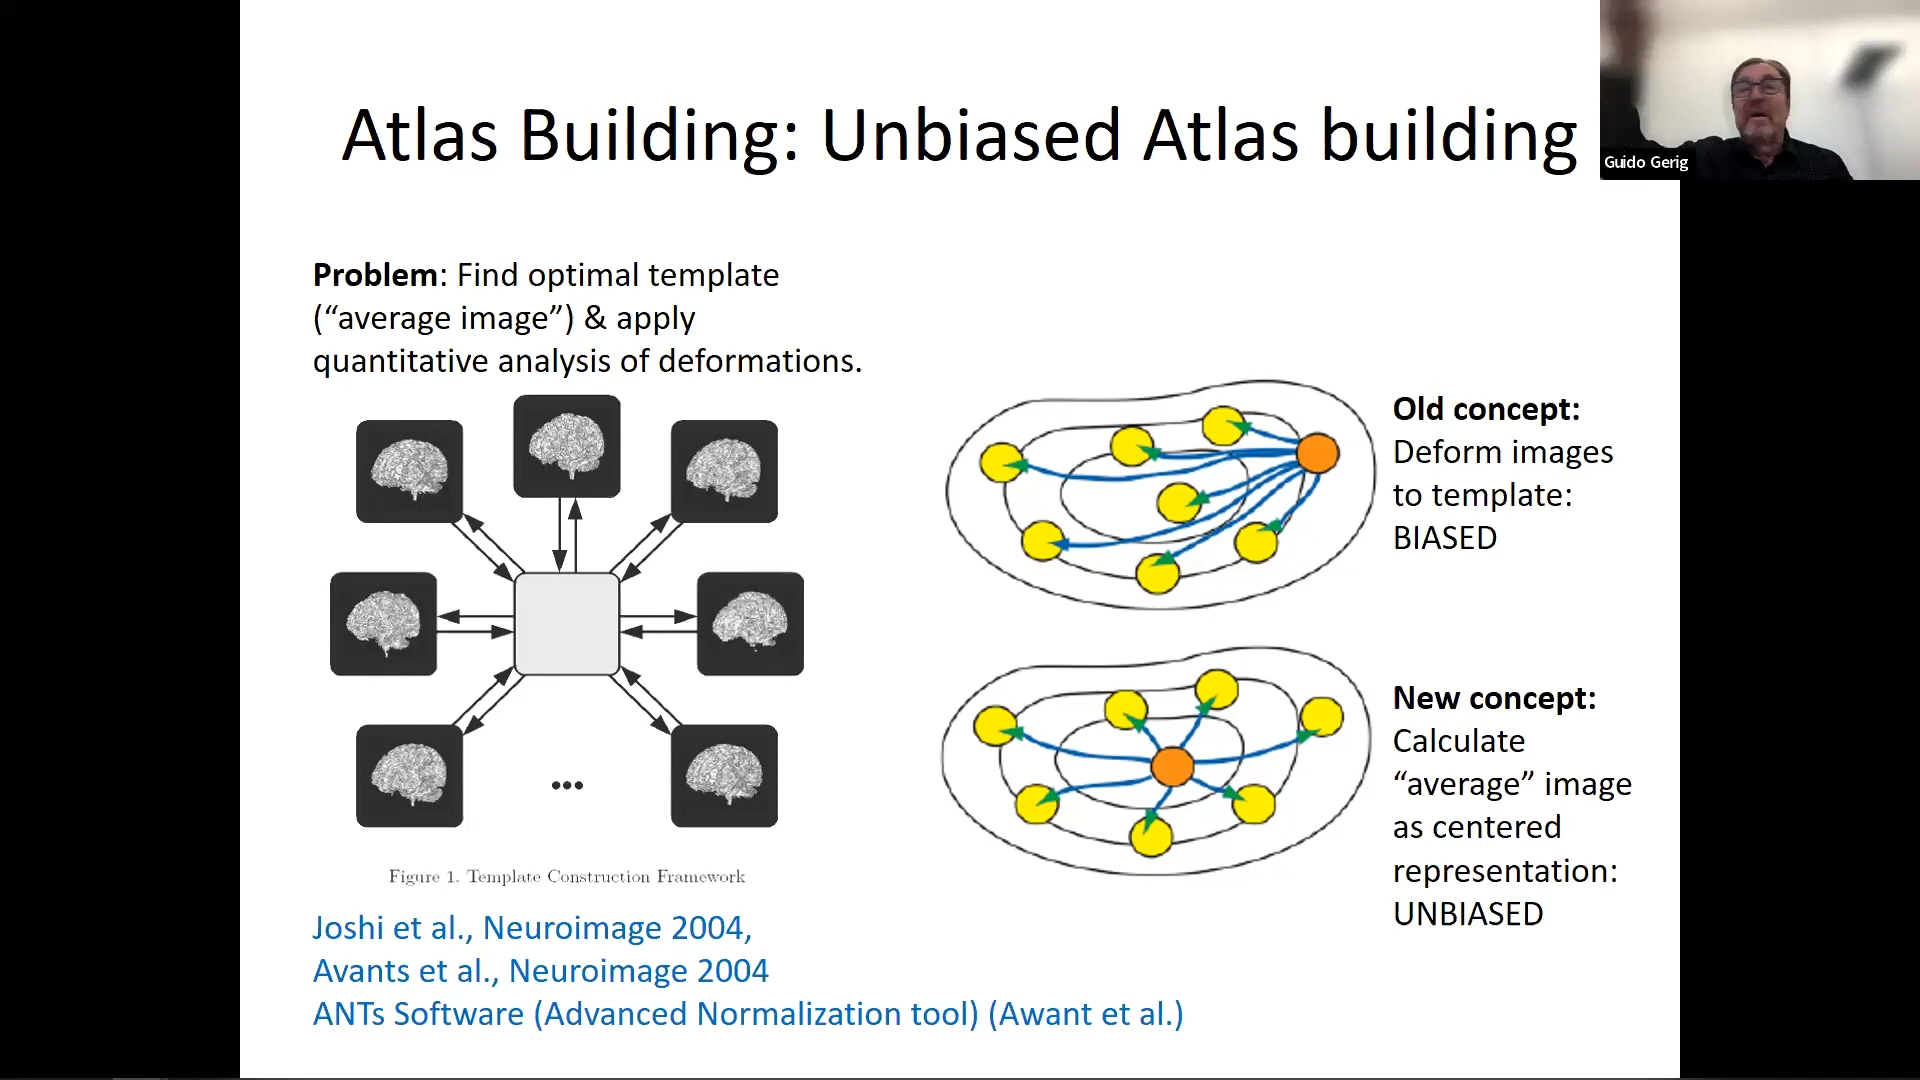 Atlas Building: Unbiased Atlas building
Guido Gerig
Problem: Find optimal template
(“average image”) & apply
quantitative analysis of deformations.
Old concept:
Deform images
to template:
BIASED
New concept:
Calculate
“average” image
as centered
representation:
UNBIASED
Figure 1. Template Construction Framework
Joshi et al., Neuroimage 2004,
Avants et al., Neuroimage 2004
ANTs Software (Advanced Normalization tool) (Awant et al.)